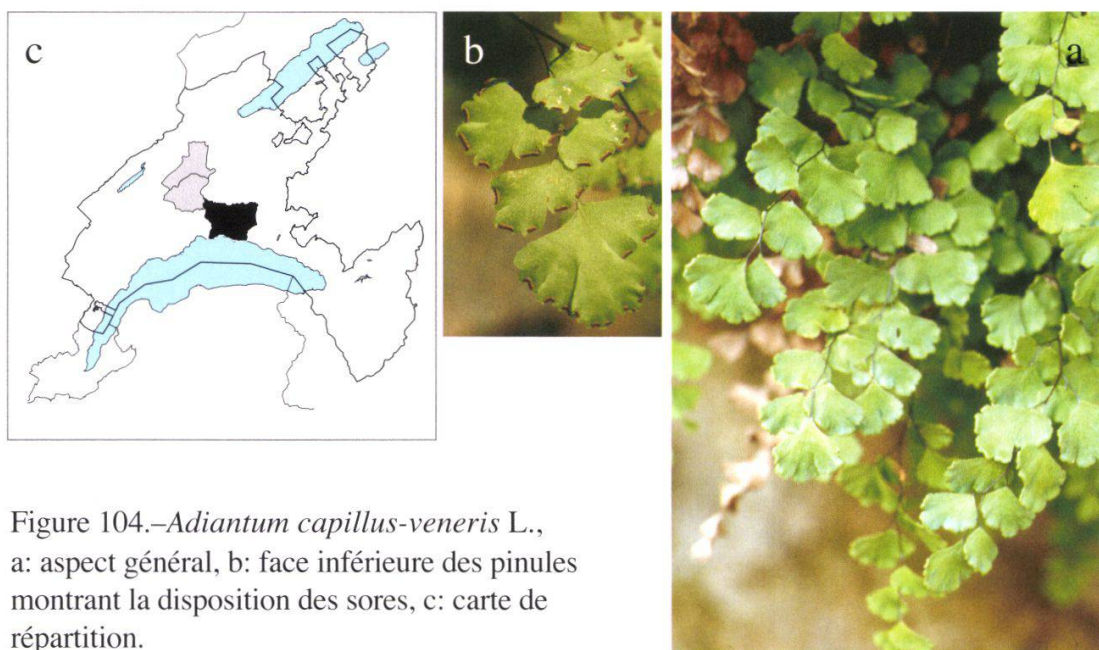 c
b
a
Figure 104.–Adiantum capillus-veneris L.,
a: aspect général, b: face inférieure des pinules
montrant la disposition des sores, c: carte de
répartition.